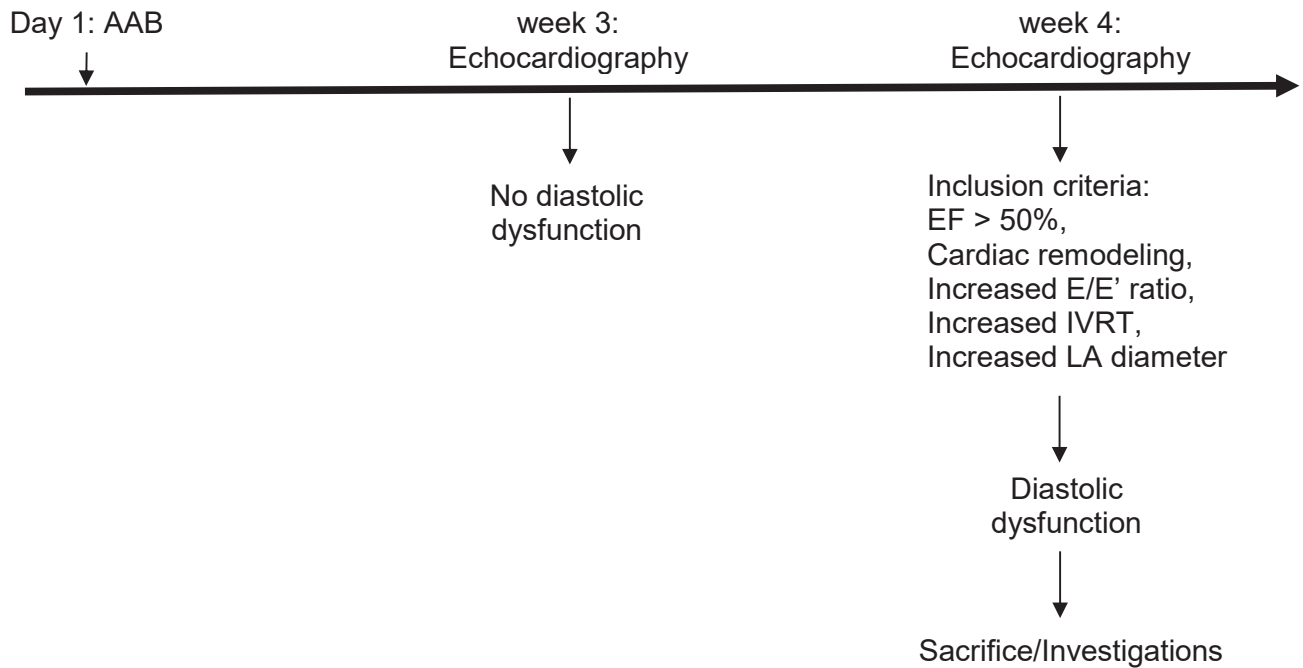 Day 1: AAB
week 3:
Echocardiography
week 4:
Echocardiography
No diastolic
dysfunction
Inclusion criteria:
EF > 50%,
Cardiac remodeling,
Increased E/E’ ratio,
Increased IVRT,
Increased LA diameter
Diastolic
dysfunction
Sacrifice/Investigations